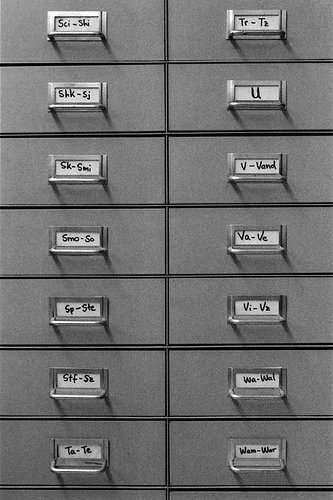 Sci-Shi
Shk-Sj
Sk-Smi
Smo-So
Sp-Ste
Stf-Sz
Ta-Te
Tr-Tz
U
V-Vand
Va-Ve
Vi-Vz
Wa-Wal
Wam-War